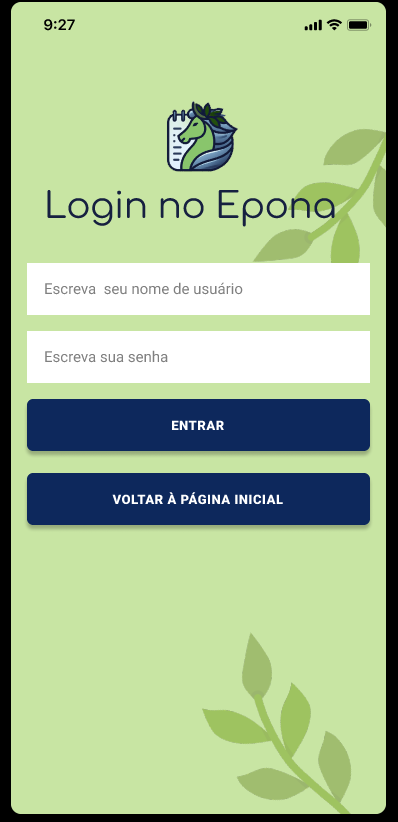 9:27
Login no Epona
Escreva  seu nome de usuário
Escreva sua senha
ENTRAR
VOLTAR À PÁGINA INICIAL